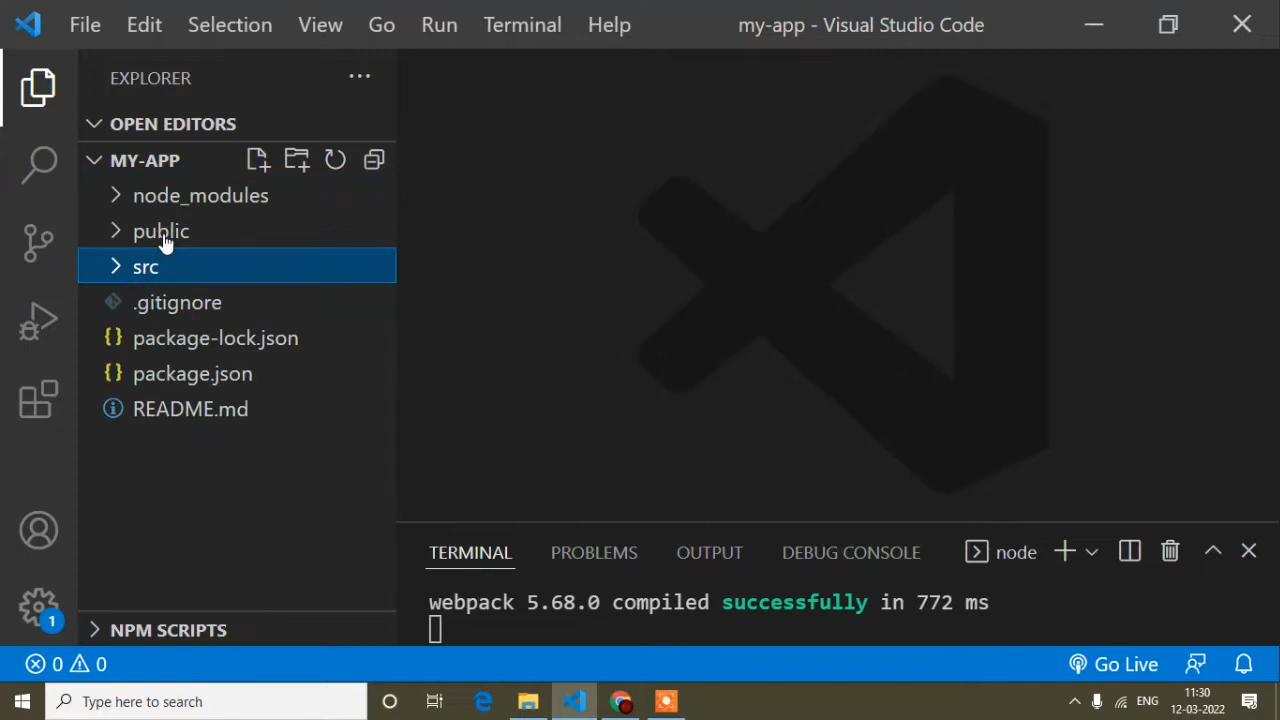 File Edit Selection View Go Run Terminal Help my-app - Visual Studio Code
EXPLORER
OPEN EDITORS
MY-APP
node_modules
public
src
.gitignore
package-lock.json
package.json
README.md
NPM SCRIPTS
TERMINAL PROBLEMS OUTPUT DEBUG CONSOLE node
webpack 5.68.0 compiled successfully in 772 ms
1
0 0 Go Live
Type here to search ENG 11:30
12-03-2022